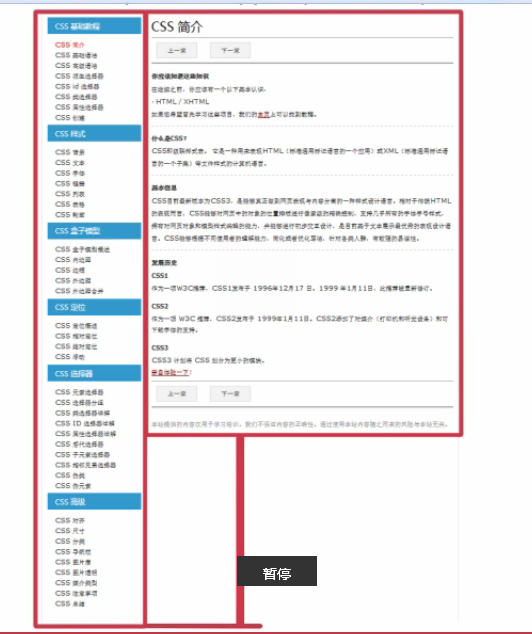 CSS 基础教程
CSS 简介
CSS 基础语法
CSS 高级语法
CSS 派生选择器
CSS id 选择器
CSS 类选择器
CSS 属性选择器
CSS 创建
CSS 样式
CSS 背景
CSS 文本
CSS 字体
CSS 链接
CSS 列表
CSS 表格
CSS 轮廓
CSS 盒子模型
CSS 盒子模型概述
CSS 内边距
CSS 边框
CSS 外边距
CSS 外边距合并
CSS 定位
CSS 定位概述
CSS 相对定位
CSS 绝对定位
CSS 浮动
CSS 选择器
CSS 元素选择器
CSS 选择器分组
CSS 类选择器详解
CSS ID 选择器详解
CSS 属性选择器详解
CSS 后代选择器
CSS 子元素选择器
CSS 相邻兄弟选择器
CSS 伪类
CSS 伪元素
CSS 高级
CSS 对齐
CSS 尺寸
CSS 分类
CSS 导航栏
CSS 图片库
CSS 图片透明
CSS 媒介类型
CSS 注意事项
CSS 总结
CSS 简介
上一章 下一章
你应该知道这些知识
在继续之前，你应该有一个以下基本认识：
- HTML / XHTML
如果您希望首先学习这些项目，我们的主页上可以找到教程。
什么是CSS?
CSS即级联样式表。 它是一种用来表现HTML（标准通用标记语言的一个应用）或XML（标准通用标记语
言的一个子集）等文件样式的计算机语言。
基本信息
CSS目前最新版本为CSS3，是能够真正做到网页表现与内容分离的一种样式设计语言。相对于传统HTML
的表现而言，CSS能够对网页中的对象的位置排版进行像素级的精确控制，支持几乎所有的字体字号样式，
拥有对网页对象和模型样式编辑的能力，并能够进行初步交互设计，是目前基于文本展示最优秀的表现设计语
言。CSS能够根据不同使用者的理解能力，简化或者优化写法，针对各类人群，有较强的易读性。
发展历史
CSS1
作为一项W3C推荐，CSS1发布于 1996年12月17 日。1999 年1月11日，此推荐被重新修订。
CSS2
作为一项 W3C 推荐，CSS2发布于 1999年1月11日。CSS2添加了对媒介（打印机和听觉设备）和可
下载字体的支持。
CSS3
CSS3 计划将 CSS 划分为更小的模块。
亲自体验一下！
上一章 下一章
本站提供的内容仅用于学习培训。我们不保证内容的正确性。通过使用本站内容随之而来的风险与本站无关。
暂停